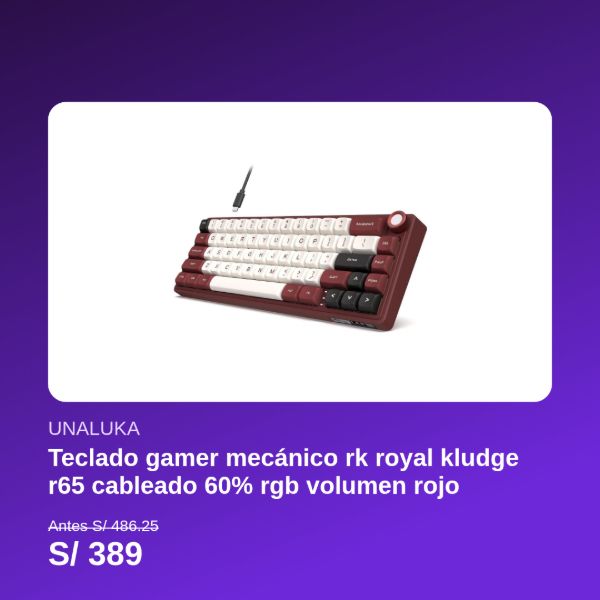 UNALUKA
Teclado gamer mecánico rk royal kludge
r65 cableado 60% rgb volumen rojo
Antes S/ 486.25
S/ 389